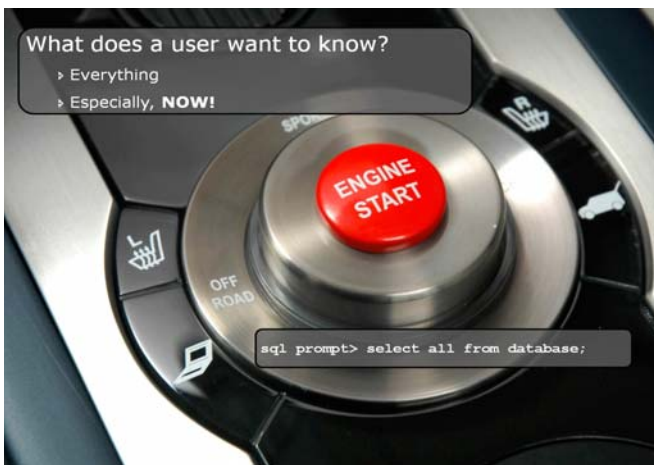 What does a user want to know?
▹ Everything
▹ Especially, NOW!
SPO
R
ENGINE
START
L
OFF
ROAD
sql prompt> select all from database;